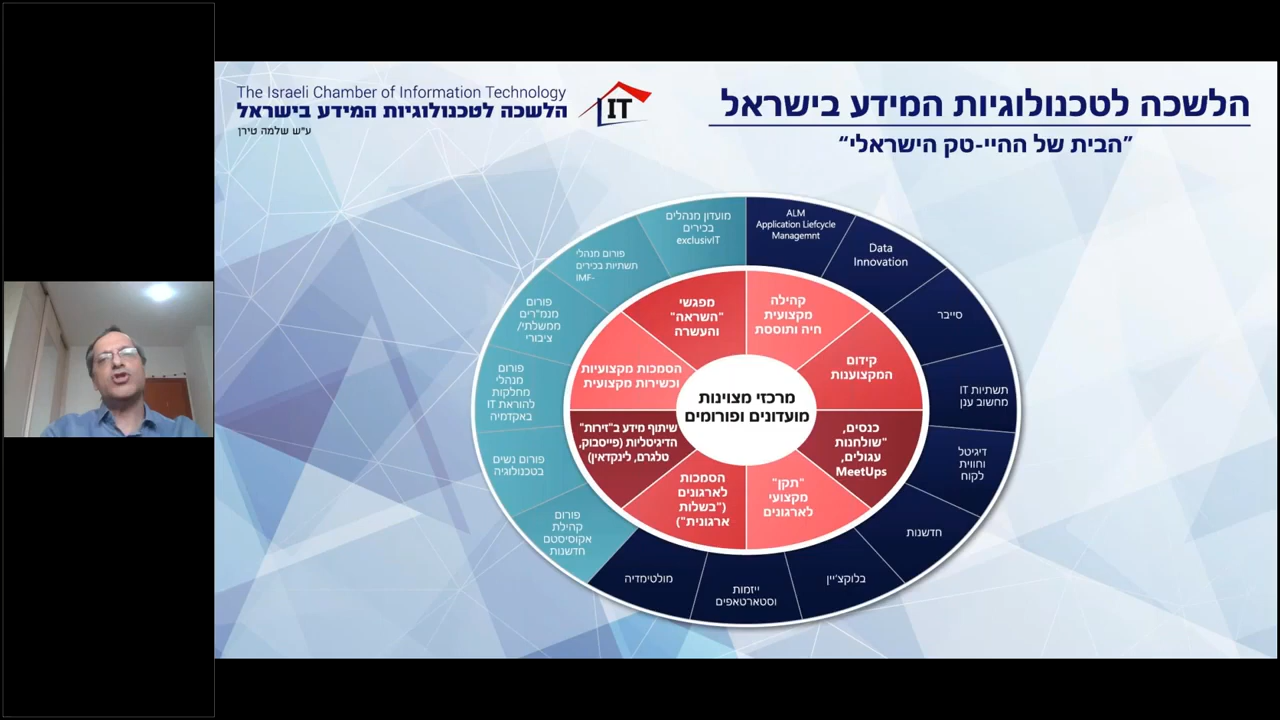 The Israeli Chamber of Information Technology
הלשכה לטכנולוגיות המידע בישראל
ע״ש שלמה טירן
IT
הלשכה לטכנולוגיות המידע בישראל
”הבית של ההיי-טק הישראלי“
מועדון מנהלים
בכירים
exclusivIT
ALM
Application Liefcycle
Managemnt
Data
Innovation
סייבר
תשתיות IT
מחשוב ענן
דיגיטל
וחווית
לקוח
חדשנות
בלוקצ׳יין
ייזמות
וסטארטאפים
מולטימדיה
פורום
קהילת
אקוסיסטם
חדשנות
פורום נשים
בטכנולוגיה
פורום
מנהלי
מחלקות
להוראת IT
באקדמיה
פורום
מנמ"רים
ממשלתי/
ציבורי
פורום מנהלי
תשתיות בכירים
IMF-
קהילה
מקצועית
חיה ותוססת
קידום
המקצוענות
כנסים,
"שולחנות
עגולים,
MeetUps
"תקן"
מקצועי
לארגונים
הסמכות
לארגונים
("בשלות
ארגונית")
שיתוף מידע ב"זירות"
הדיגיטליות (פייסבוק,
טלגרם, לינקדאין)
הסמכות מקצועיות
וכשירות מקצועית
מפגשי
"השראה"
והעשרה
מרכזי מצוינות
מועדונים ופורומים